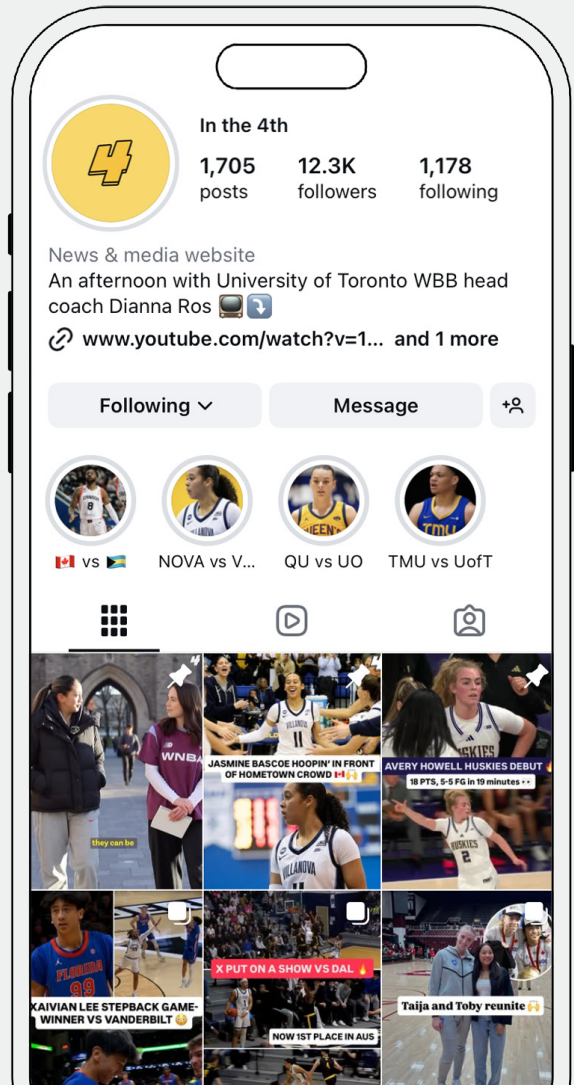 In the 4th
1,705 12.3K 1,178
posts followers following
News & media website
An afternoon with University of Toronto WBB head
coach Dianna Ros 📺⤵️
www.youtube.com/watch?v=1... and 1 more
Following Message
🇨🇦 vs 🇧🇸 NOVA vs V... QU vs UO TMU vs UofT
8
QUEEN'S
TMU
WNBA
they can be
VILLANOVA
11
JASMINE BASCOE HOOPIN' IN FRONT
OF HOMETOWN CROWD 🇨🇦🙌
VILLANOVA
HUSKIES
AVERY HOWELL HUSKIES DEBUT 🔥
18 PTS, 5-5 FG in 19 minutes 👀
HUSKIES
2
FLORIDA
99
XAIVIAN LEE STEPBACK GAME-
WINNER VS VANDERBILT 😳
X PUT ON A SHOW VS DAL 🔥
NOW 1ST PLACE IN AUS
Taija and Toby reunite 🙌